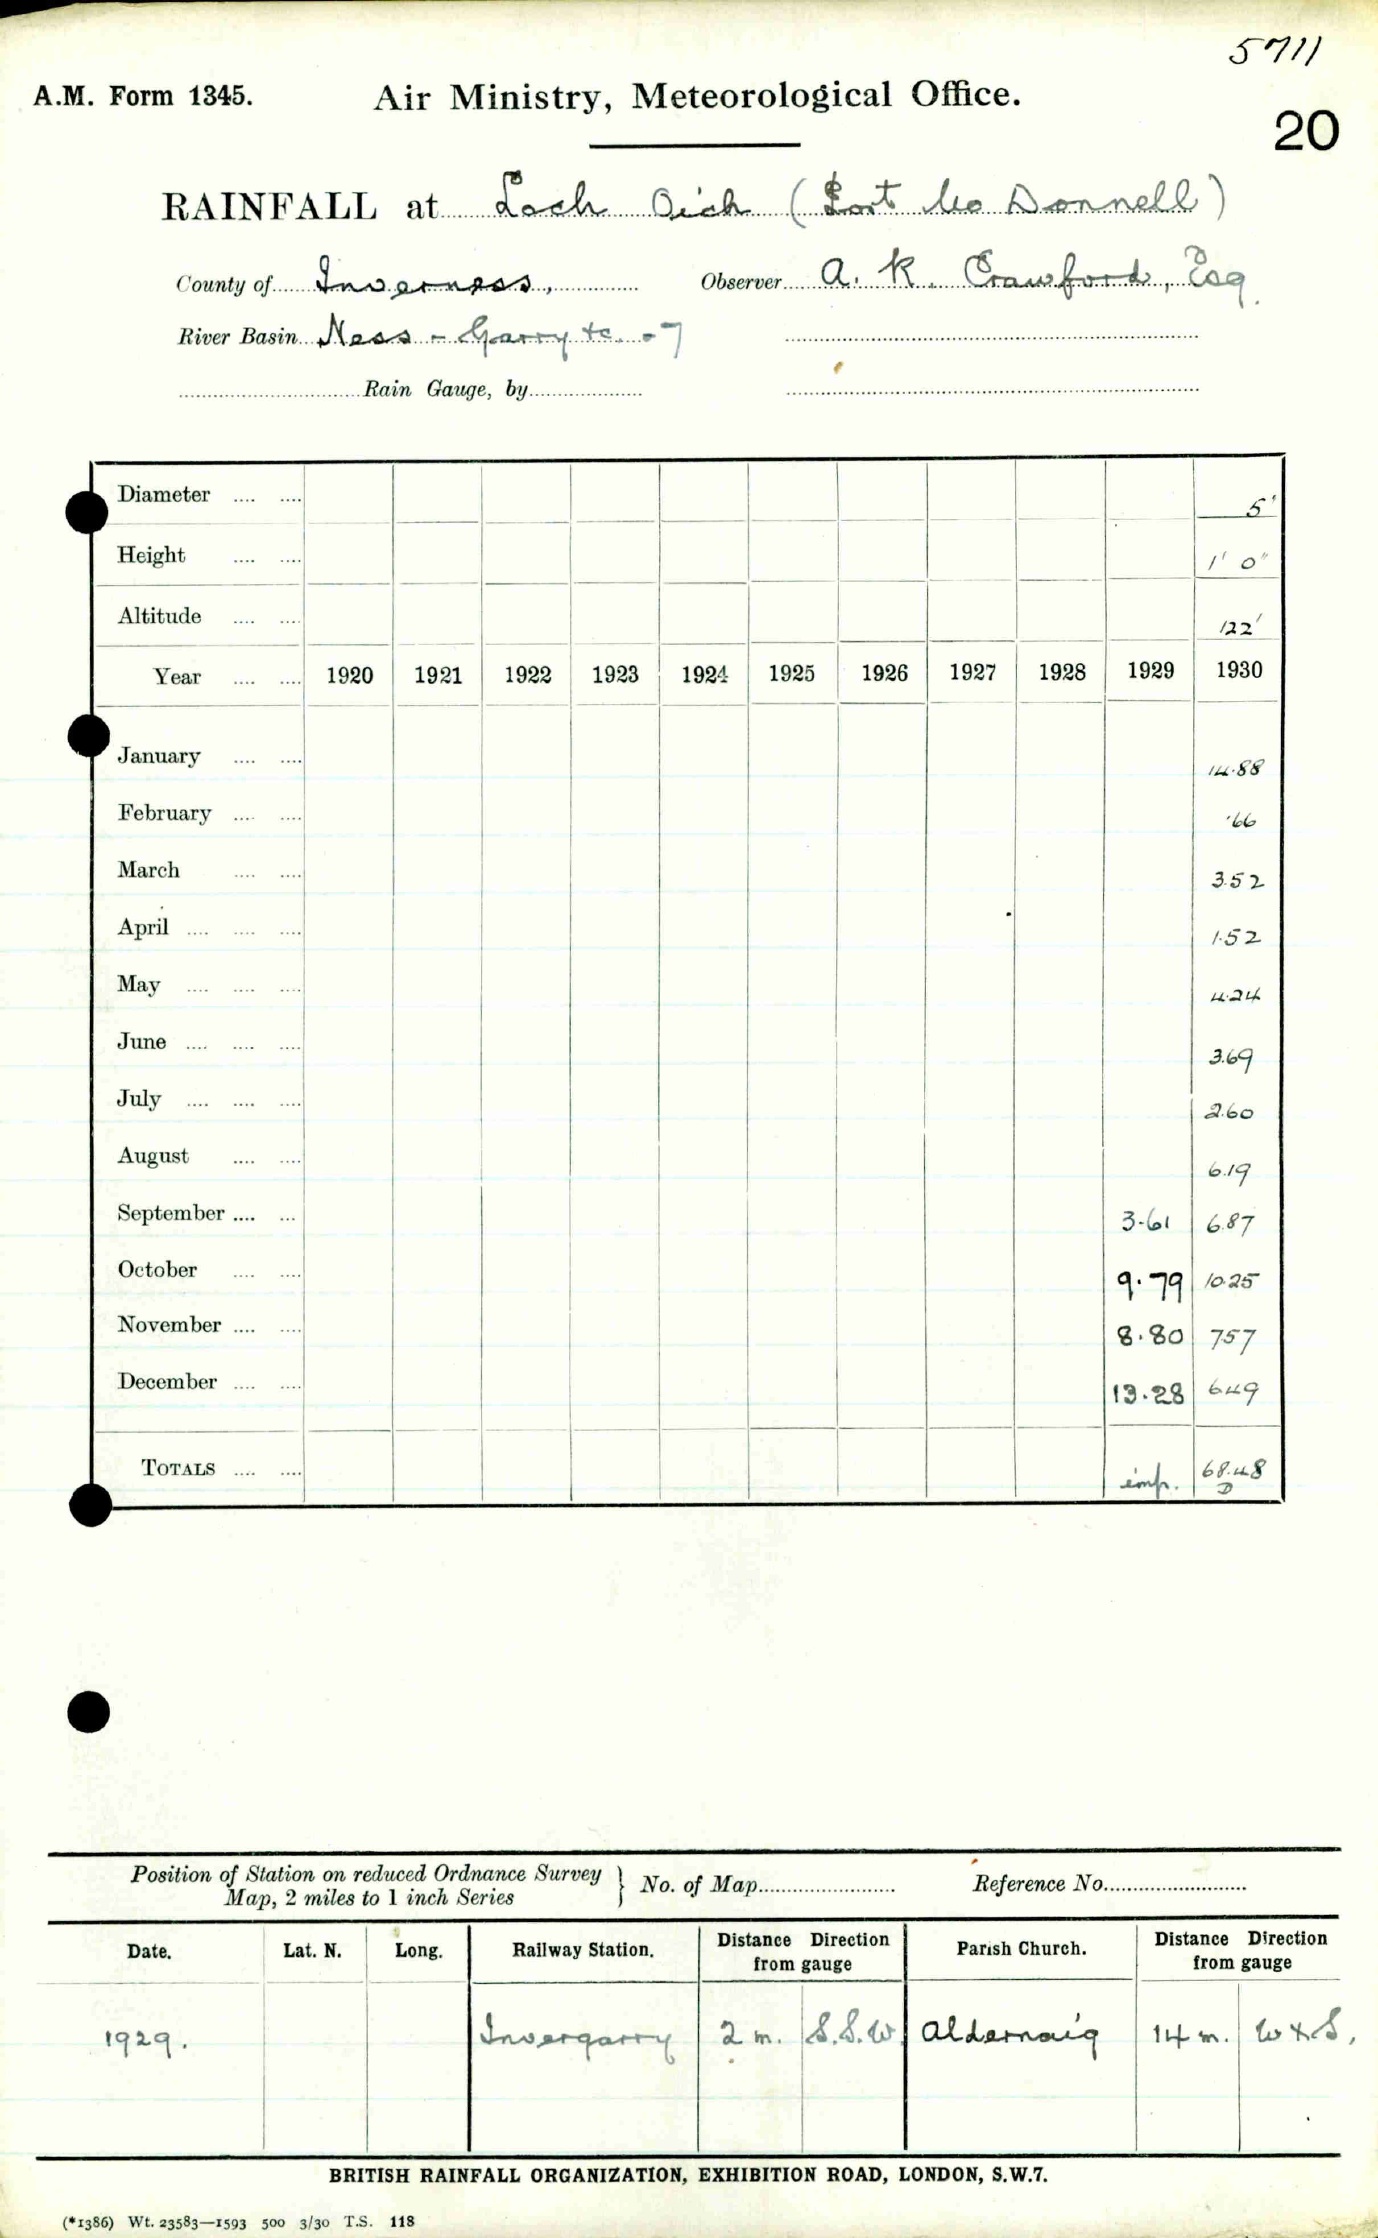 5711
A.M. Form 1345. Air Ministry, Meteorological Office.
20
RAINFALL at Loch Oich (Port Mc Donnell)
County of Inverness, Observer A. K. Crawford, Esq.
River Basin Ness - Garry &c. - 7
Rain Gauge, by
Diameter 5"
Height 1' 0"
Altitude 122'
Year 1920 1921 1922 1923 1924 1925 1926 1927 1928 1929 1930
January 14.88
February .66
March 3.52
April 1.52
May 4.24
June 3.69
July 2.60
August 6.19
September 3.61 6.87
October 9.79 10.25
November 8.80 7.57
December 13.28 6.49
TOTALS imp. 68.48
D
Position of Station on reduced Ordnance Survey
Map, 2 miles to 1 inch Series } No. of Map Reference No.
Date. Lat. N. Long. Railway Station. Distance Direction from gauge Parish Church. Distance Direction from gauge
1929. Invergarry 2 m. S.S.W. Aldernaig 1¼ m. W x S.
BRITISH RAINFALL ORGANIZATION, EXHIBITION ROAD, LONDON, S.W.7.
(*1386) Wt. 23583—1593 500 3/30 T.S. 118